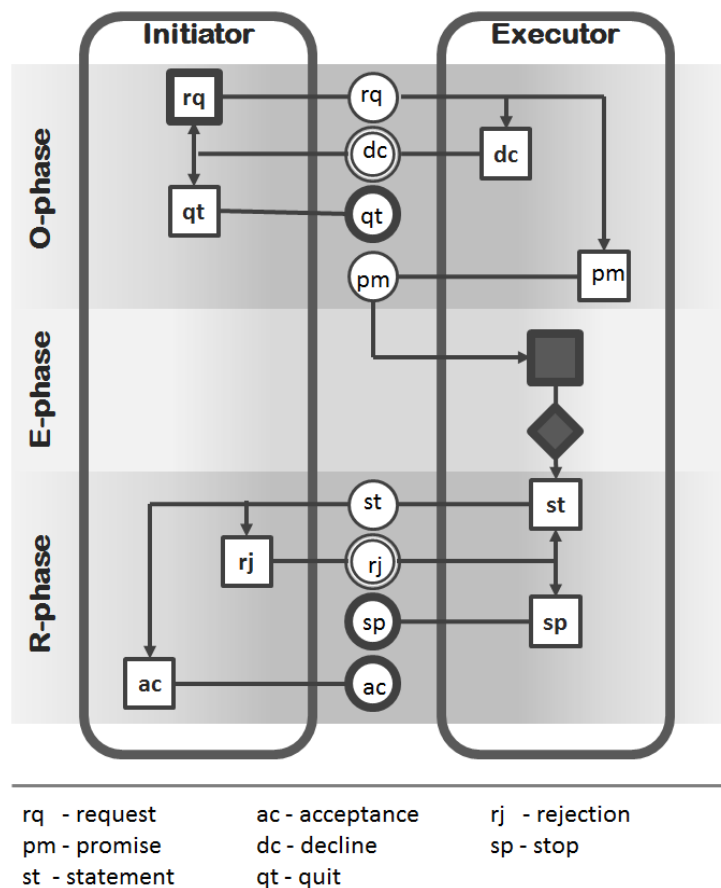 Initiator Executor
O-phase
rq rq
dc dc
qt qt
pm pm
E-phase
R-phase
st st
rj rj
sp sp
ac ac
rq - request ac - acceptance rj - rejection
pm - promise dc - decline sp - stop
st - statement qt - quit